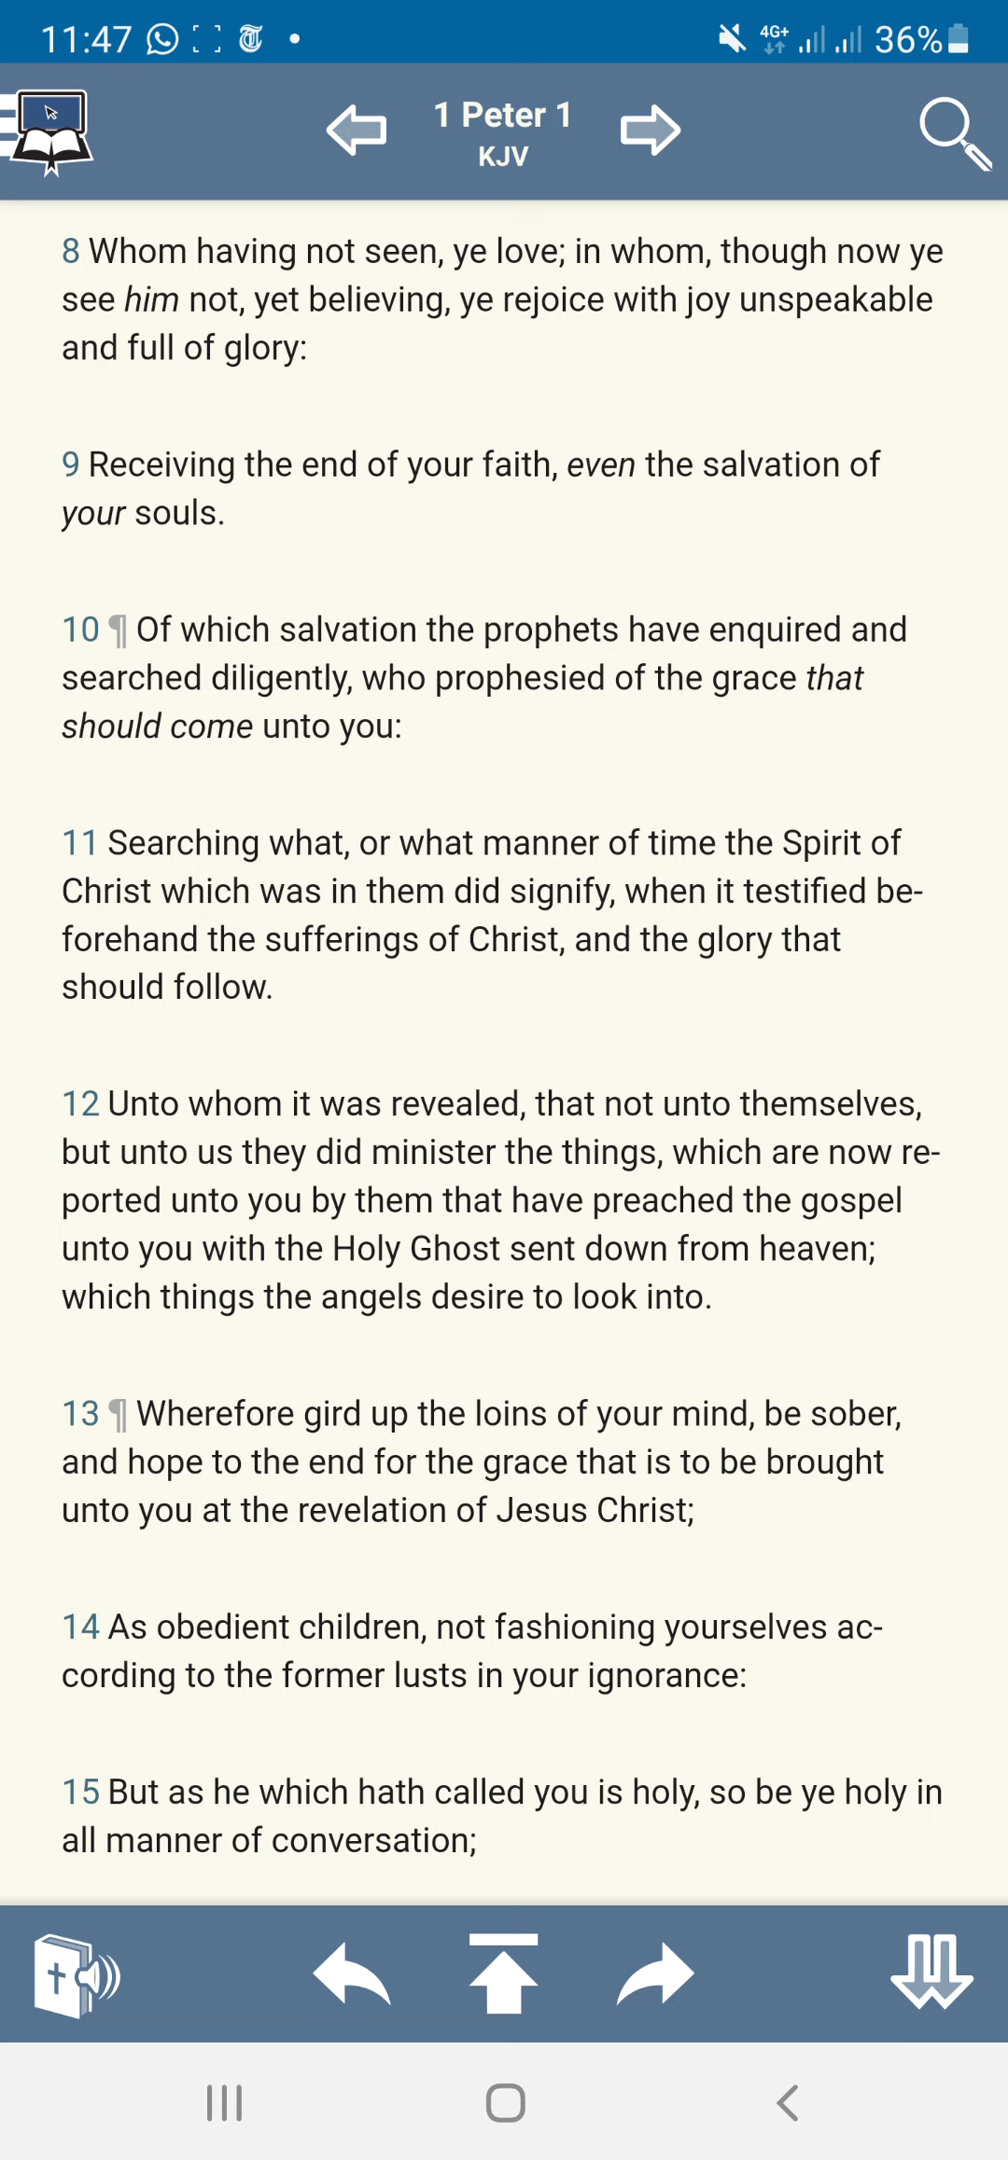 11:47
4G+
36%
1 Peter 1
KJV
8 Whom having not seen, ye love; in whom, though now ye
see him not, yet believing, ye rejoice with joy unspeakable
and full of glory:
9 Receiving the end of your faith, even the salvation of
your souls.
10 ¶ Of which salvation the prophets have enquired and
searched diligently, who prophesied of the grace that
should come unto you:
11 Searching what, or what manner of time the Spirit of
Christ which was in them did signify, when it testified be-
forehand the sufferings of Christ, and the glory that
should follow.
12 Unto whom it was revealed, that not unto themselves,
but unto us they did minister the things, which are now re-
ported unto you by them that have preached the gospel
unto you with the Holy Ghost sent down from heaven;
which things the angels desire to look into.
13 ¶ Wherefore gird up the loins of your mind, be sober,
and hope to the end for the grace that is to be brought
unto you at the revelation of Jesus Christ;
14 As obedient children, not fashioning yourselves ac-
cording to the former lusts in your ignorance:
15 But as he which hath called you is holy, so be ye holy in
all manner of conversation;